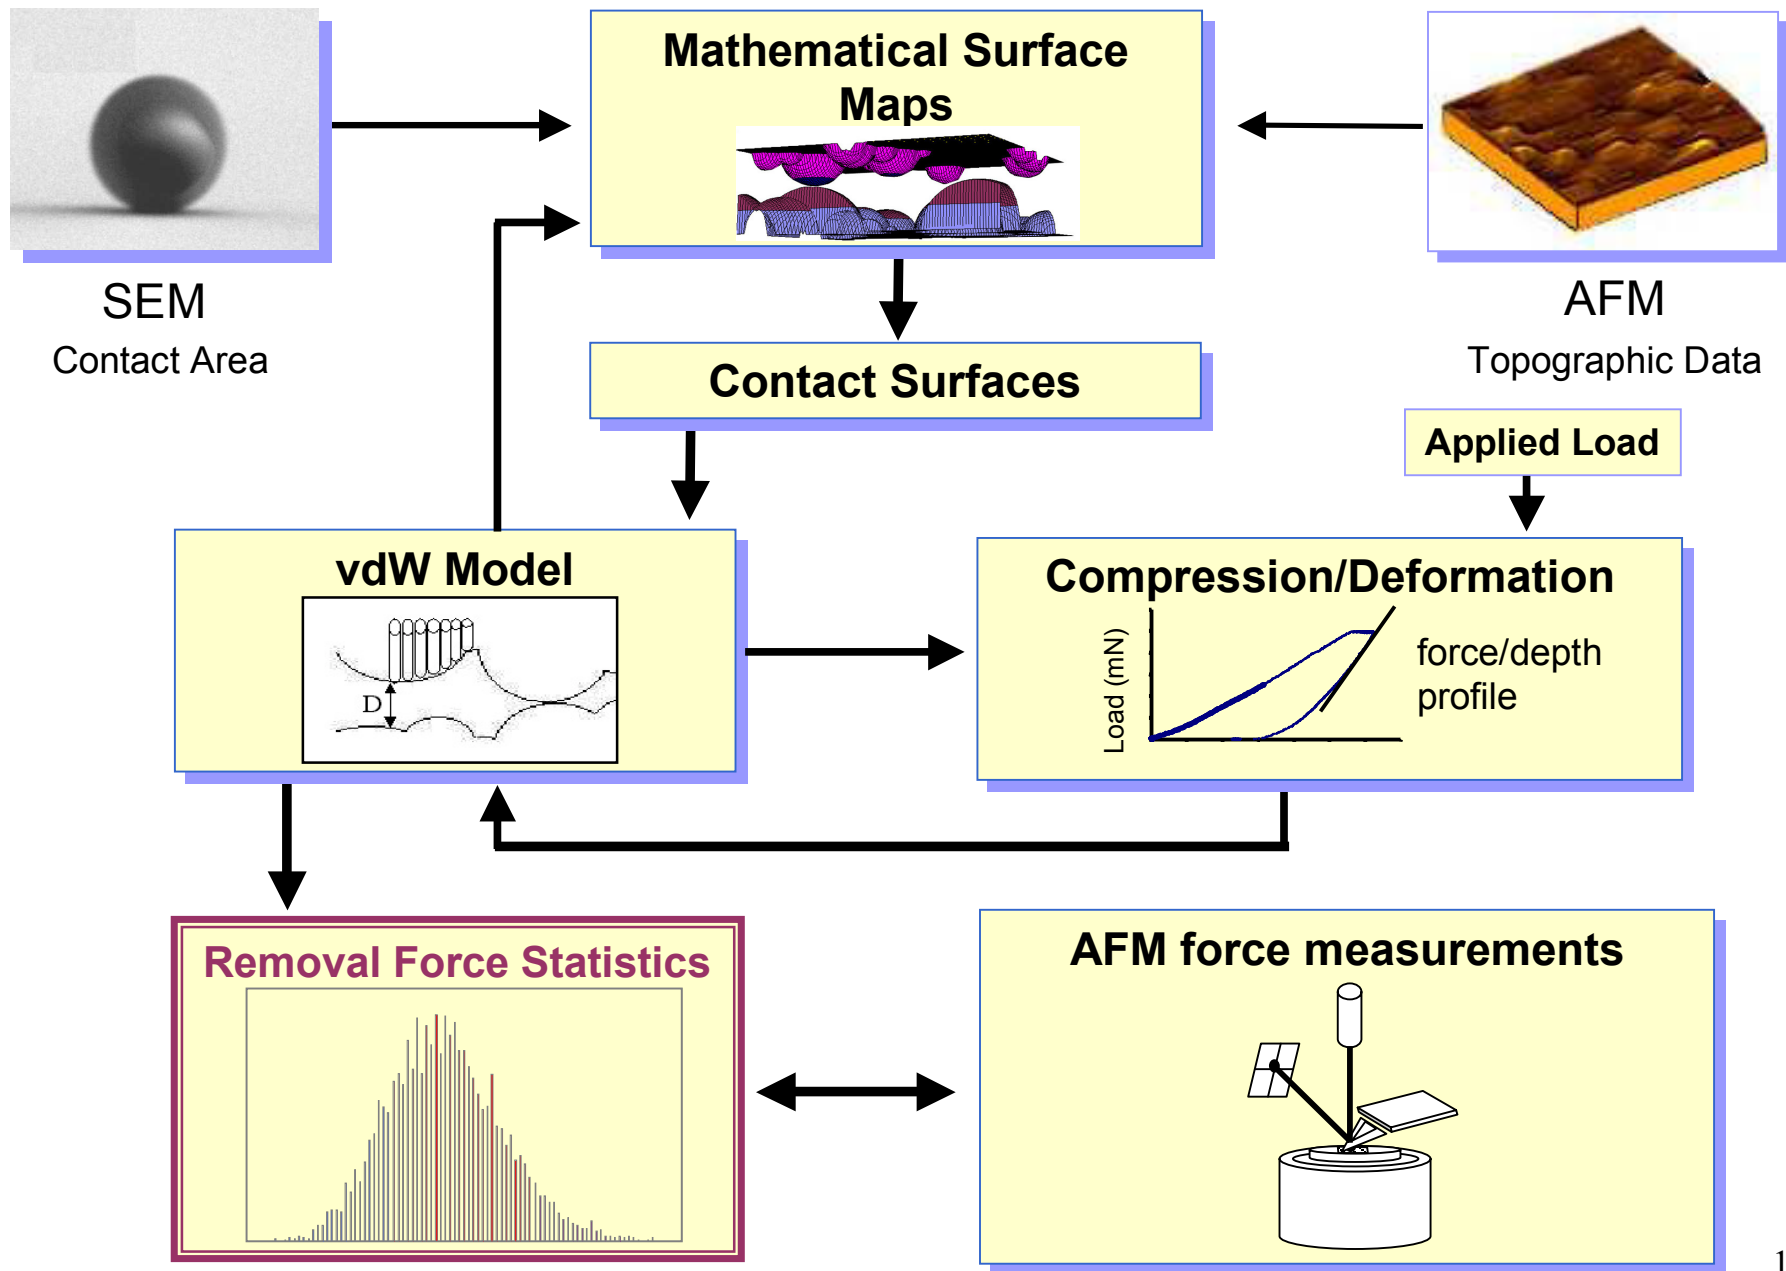 Mathematical Surface
Maps
SEM
Contact Area
AFM
Topographic Data
Contact Surfaces
Applied Load
vdW Model
D
Compression/Deformation
Load (mN)
force/depth
profile
Removal Force Statistics
AFM force measurements
1